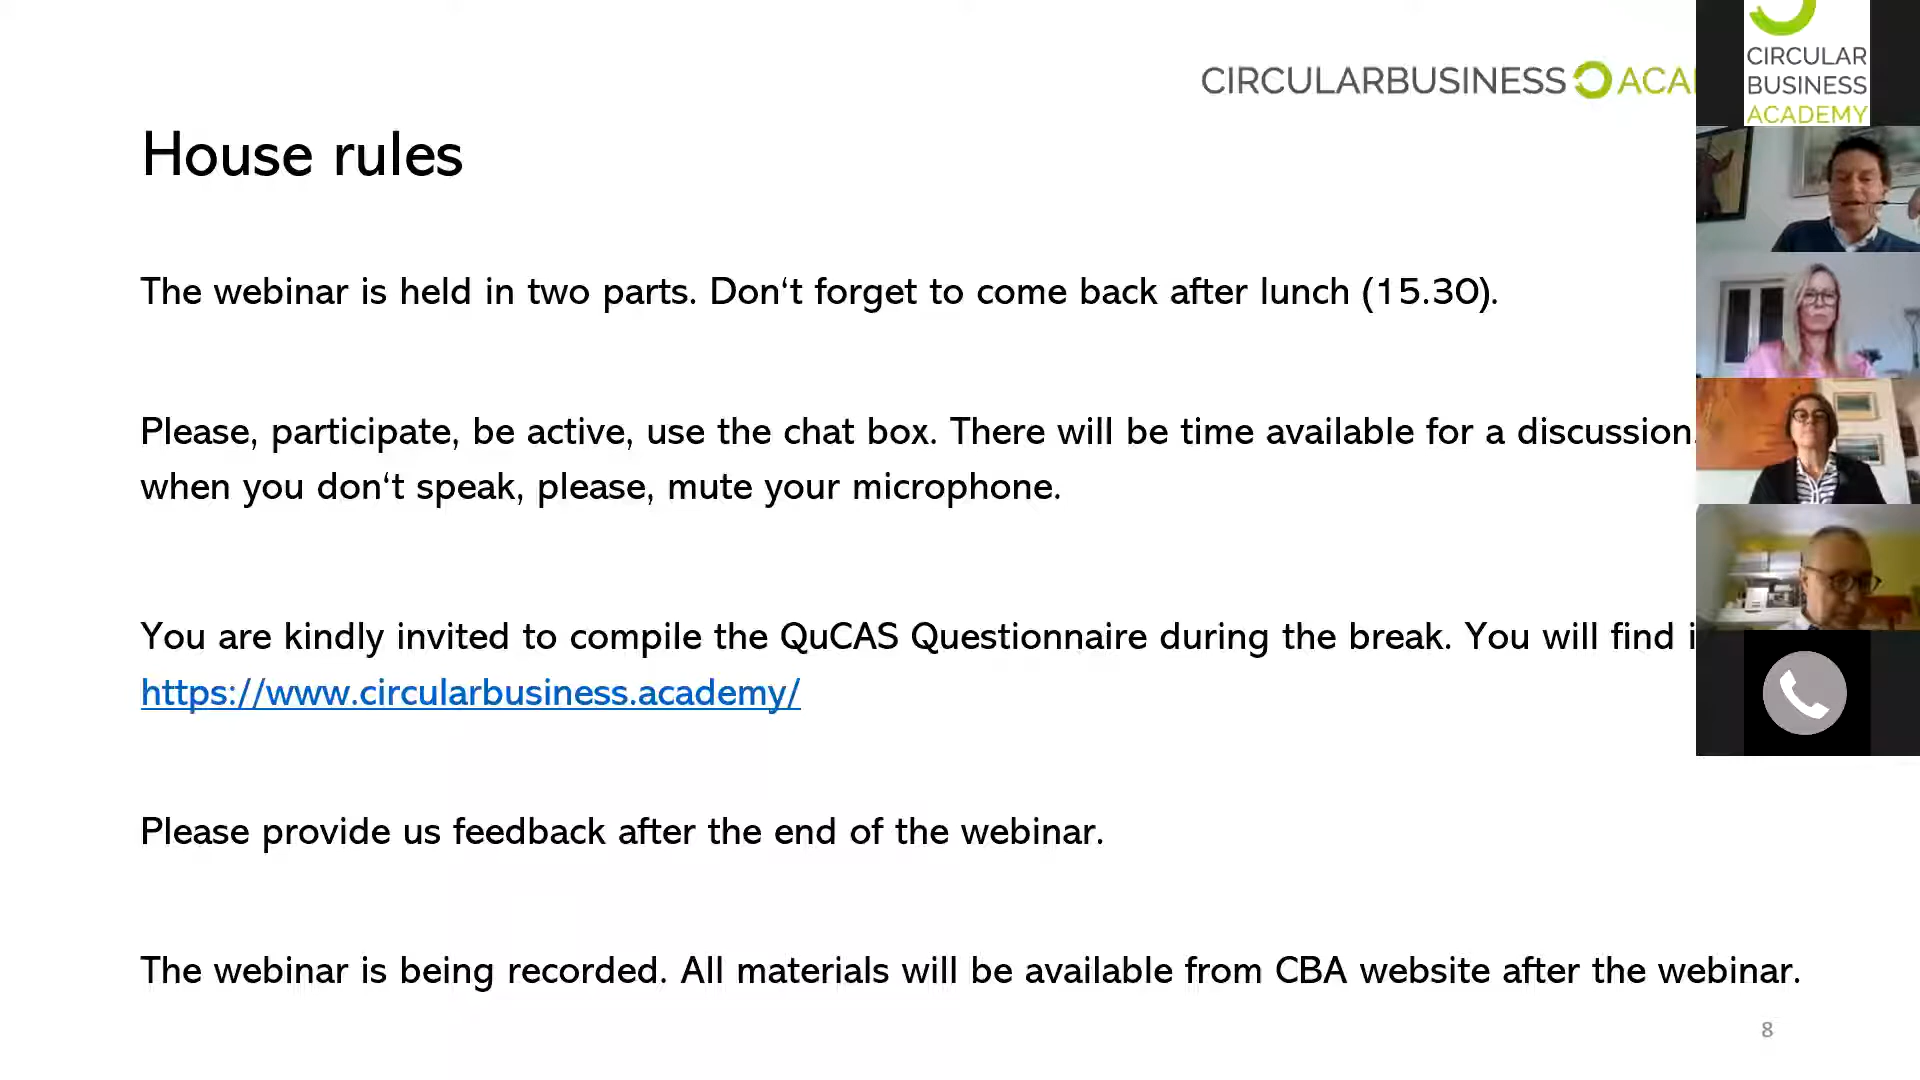 CIRCULARBUSINESS ACA
CIRCULAR
BUSINESS
ACADEMY
House rules
The webinar is held in two parts. Don‘t forget to come back after lunch (15.30).
Please, participate, be active, use the chat box. There will be time available for a discussion.
when you don‘t speak, please, mute your microphone.
You are kindly invited to compile the QuCAS Questionnaire during the break. You will find
https://www.circularbusiness.academy/
Please provide us feedback after the end of the webinar.
The webinar is being recorded. All materials will be available from CBA website after the webinar.
8